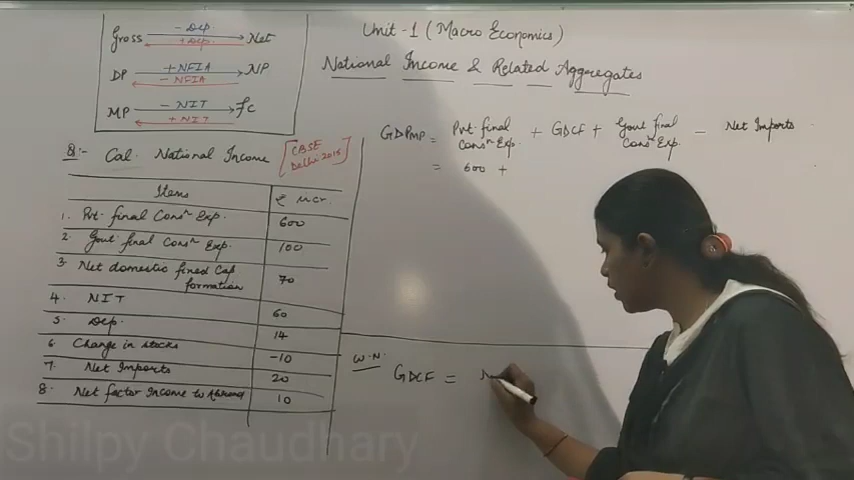 Gross - Dep → Net
+ Dep.
DP + NFIA → NP
- NFIA
MP - NIT → FC
+ NIT
Unit - 1 (Macro Economics)
National Income & Related Aggregates
Q:- Cal. National Income [CBSE
Delhi 2015]
Items ₹ in cr.
1. Pvt. final Consⁿ Exp. 600
2. Govt final Consⁿ Exp. 100
3. Net domestic fixed Cap
formation 70
4. NIT 60
5. Dep. 14
6. Change in stocks -10
7. Net Imports 20
8. Net factor Income to Abroad 10
GDPMP = Pvt final
Consⁿ Exp. + GDCF + Govt final
Consⁿ Exp. - Net Imports
= 600 +
W.N.
GDCF = N
Shilpy Chaudhary